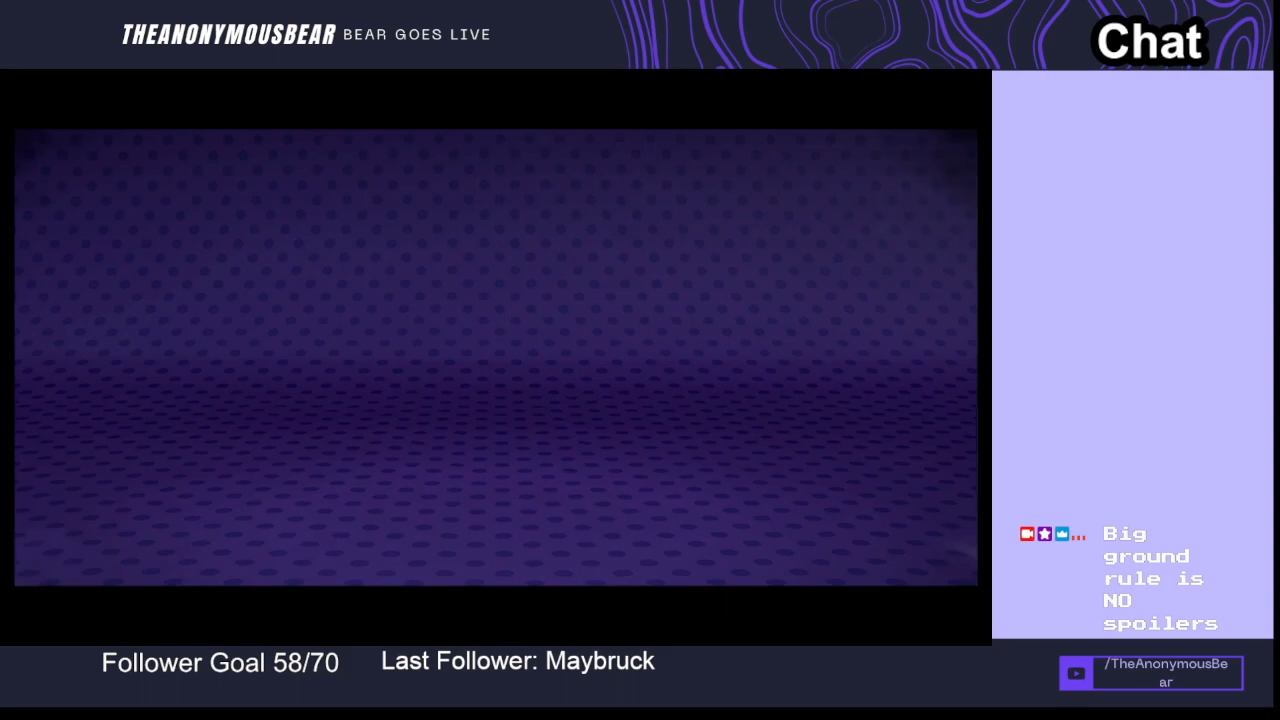 THEANONYMOUSBEAR BEAR GOES LIVE
Chat
Big
ground
rule is
NO
spoilers
Follower Goal 58/70
Last Follower: Maybruck
/TheAnonymousBe
ar